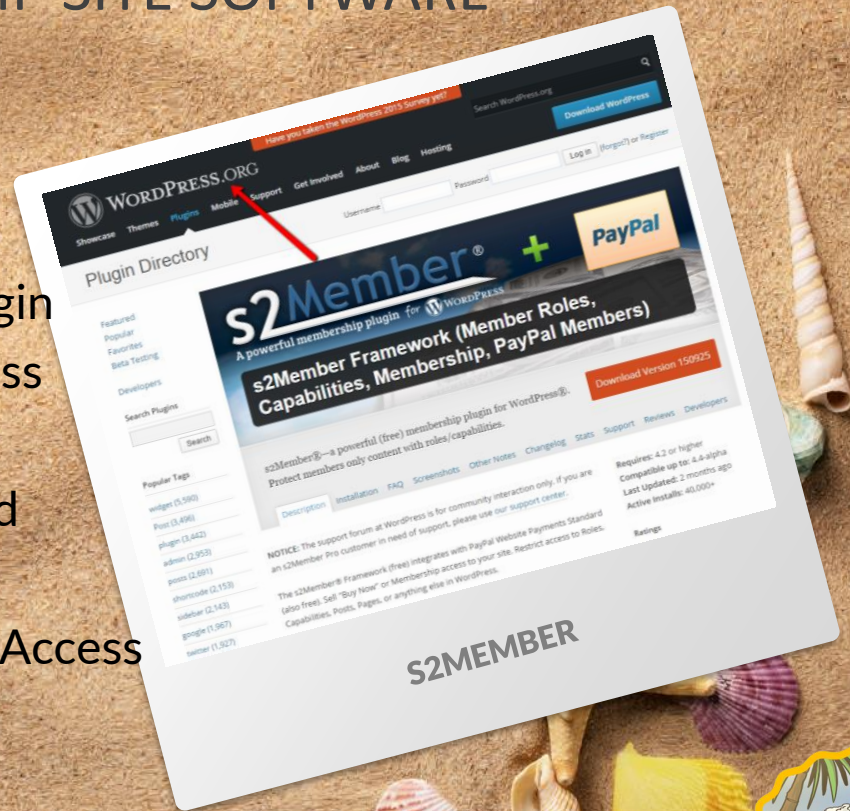 SITE SOFTWARE
Have you taken the WordPress 2015 Survey yet?
Search WordPress.org
WORDPRESS.ORG
Download WordPress
Showcase Themes Plugins Mobile Support Get Involved About Blog Hosting
Username Password Log in (forgot?) or Register
Plugin Directory
s2Member® + PayPal
A powerful membership plugin for WORDPRESS
s2Member Framework (Member Roles,
Capabilities, Membership, PayPal Members)
Featured
Popular
Favorites
Beta Testing
Developers
Search Plugins
Search
Popular Tags
widget (5,590)
Post (3,496)
plugin (3,442)
admin (2,953)
posts (2,691)
shortcode (2,153)
sidebar (2,143)
google (1,967)
twitter (1,927)
s2Member®—a powerful (free) membership plugin for WordPress®.
Protect members only content with roles/capabilities.
Download Version 150925
Description Installation FAQ Screenshots Other Notes Changelog Stats Support Reviews Developers
NOTICE: The support forum at WordPress is for community interaction only. If you are
an s2Member Pro customer in need of support, please use our support center.
The s2Member® Framework (free) integrates with PayPal Website Payments Standard
(also free). Sell "Buy Now" or Membership access to your site. Restrict access to Roles,
Capabilities, Posts, Pages, or anything else in WordPress.
Requires: 4.2 or higher
Compatible up to: 4.4-alpha
Last Updated: 2 months ago
Active Installs: 40,000+
Ratings
gin
ss
d
Access
S2MEMBER